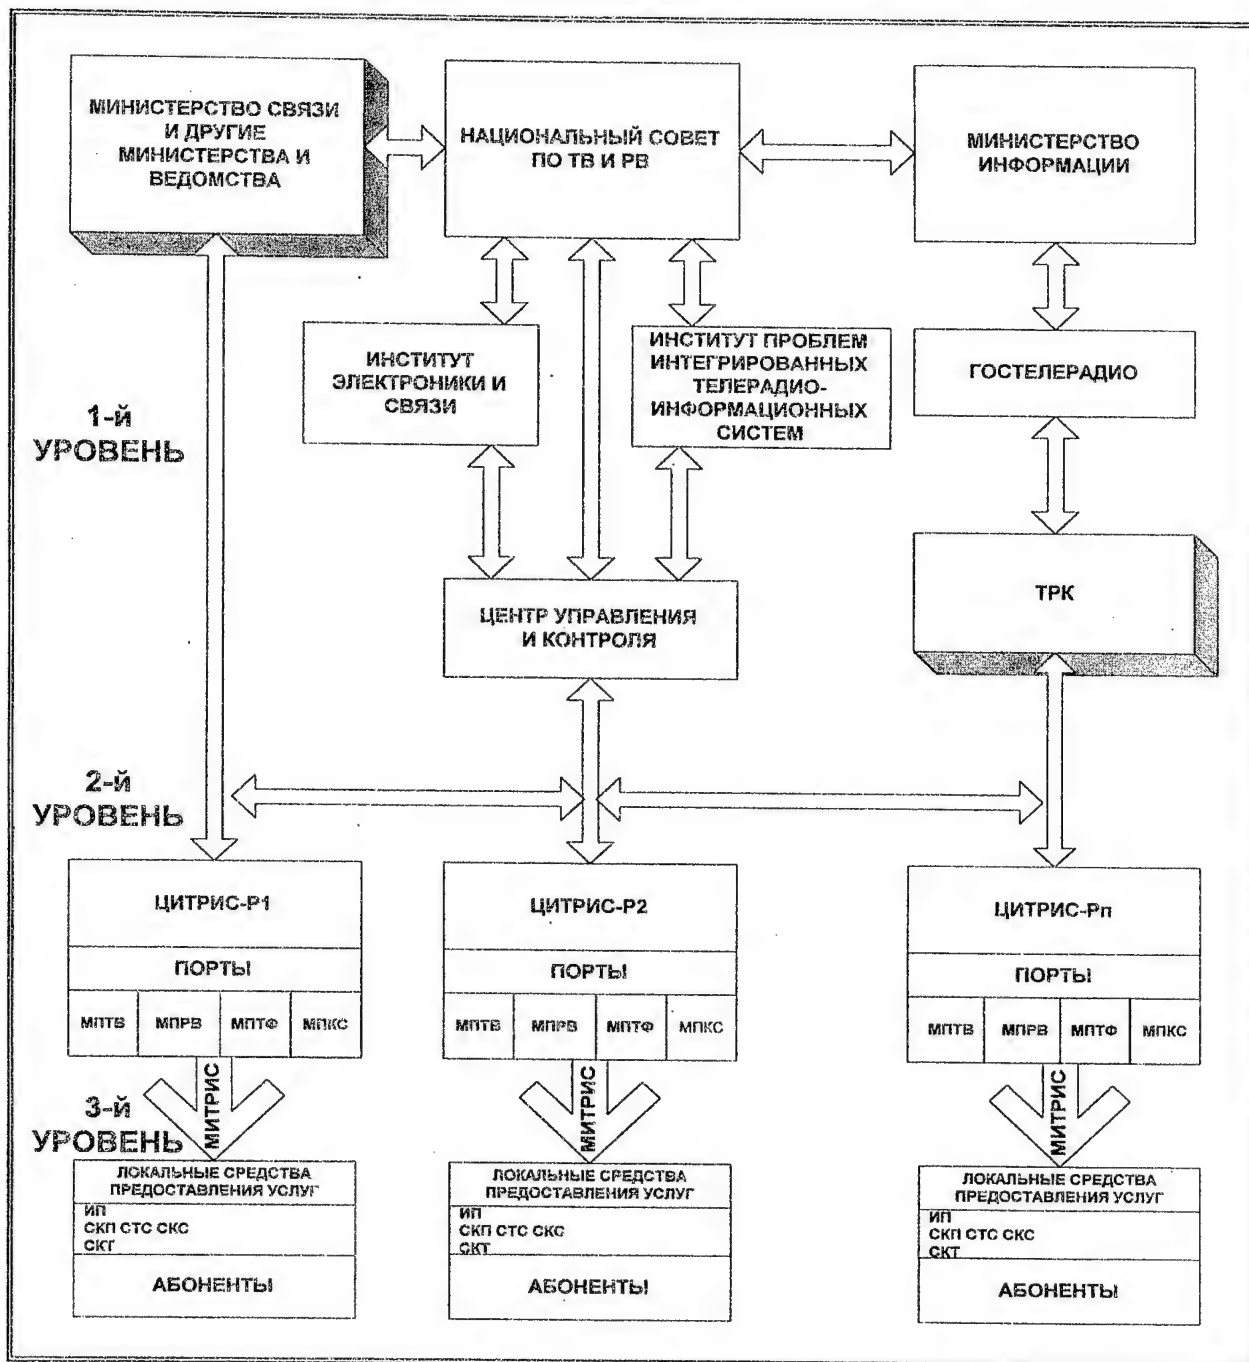 МИНИСТЕРСТВО СВЯЗИ
И ДРУГИЕ
МИНИСТЕРСТВА И
ВЕДОМСТВА
НАЦИОНАЛЬНЫЙ СОВЕТ
ПО ТВ И РВ
МИНИСТЕРСТВО
ИНФОРМАЦИИ
ИНСТИТУТ
ЭЛЕКТРОНИКИ И
СВЯЗИ
ИНСТИТУТ ПРОБЛЕМ
ИНТЕГРИРОВАННЫХ
ТЕЛЕРАДИО-
ИНФОРМАЦИОННЫХ
СИСТЕМ
ГОСТЕЛЕРАДИО
1-й
УРОВЕНЬ
ТРК
ЦЕНТР УПРАВЛЕНИЯ
И КОНТРОЛЯ
2-й
УРОВЕНЬ
ЦИТРИС-Р1
ПОРТЫ
МПТВ МПРВ МПТФ МПКС
ЦИТРИС-Р2
ПОРТЫ
МПТВ МПРВ МПТФ МПКС
ЦИТРИС-Рп
ПОРТЫ
МПТВ МПРВ МПТФ МПКС
3-й
УРОВЕНЬ
МИТРИС
МИТРИС
МИТРИС
ЛОКАЛЬНЫЕ СРЕДСТВА
ПРЕДОСТАВЛЕНИЯ УСЛУГ
ИП
СКП СТС СКС
СКТ
АБОНЕНТЫ
ЛОКАЛЬНЫЕ СРЕДСТВА
ПРЕДОСТАВЛЕНИЯ УСЛУГ
ИП
СКП СТС СКС
СКТ
АБОНЕНТЫ
ЛОКАЛЬНЫЕ СРЕДСТВА
ПРЕДОСТАВЛЕНИЯ УСЛУГ
ИП
СКП СТС СКС
СКТ
АБОНЕНТЫ